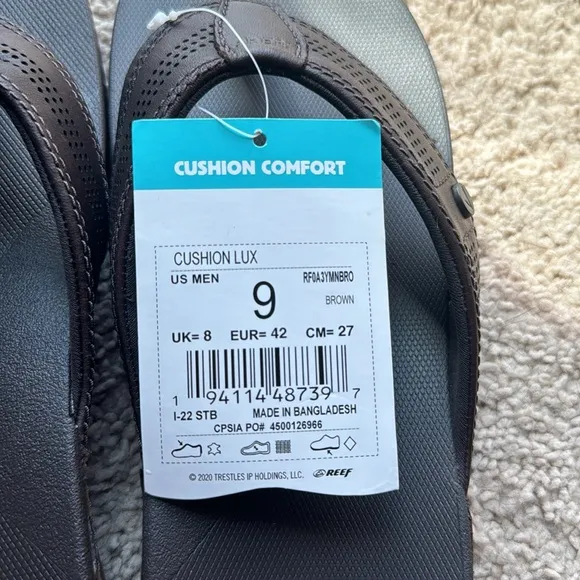 CUSHION COMFORT
CUSHION LUX
US MEN
9
RF0A3YMNBRO
BROWN
UK= 8 EUR= 42 CM= 27
1 94114 48739 7
I-22 STB MADE IN BANGLADESH
CPSIA PO# 4500126966
© 2020 TRESTLES IP HOLDINGS, LLC. REEF